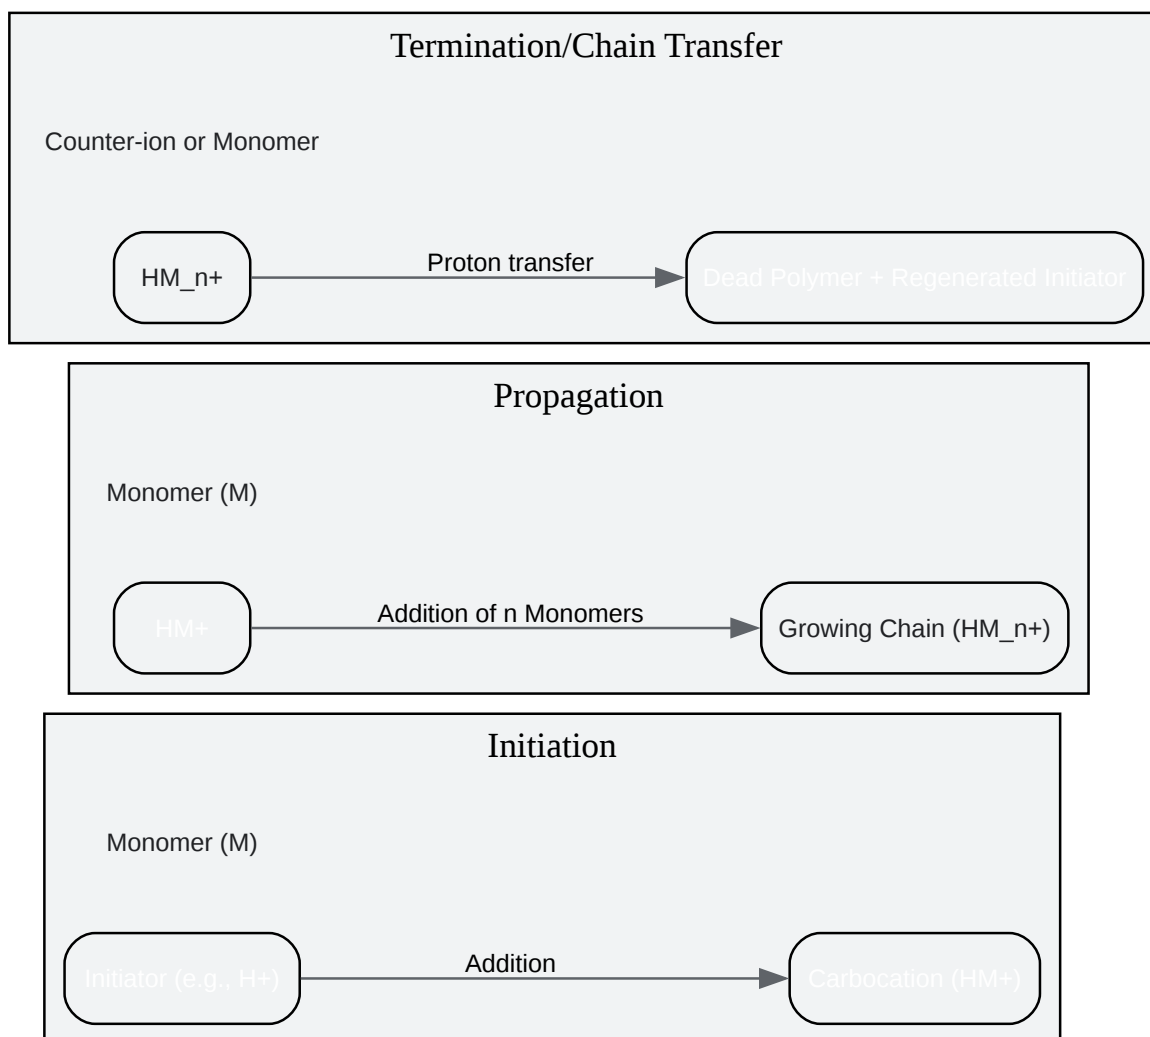 Termination/Chain Transfer
Counter-ion or Monomer
HM_n+
Proton transfer
Dead Polymer + Regenerated Initiator
Propagation
Monomer (M)
HM+
Addition of n Monomers
Growing Chain (HM_n+)
Initiation
Monomer (M)
Initiator (e.g., H+)
Addition
Carbocation (HM+)